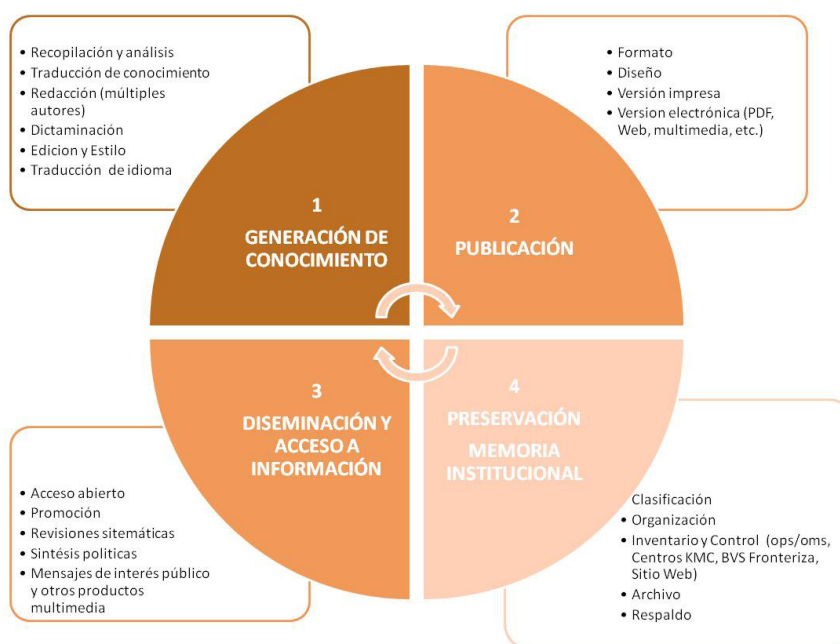 • Recopilación y análisis
• Traducción de conocimiento
• Redacción (múltiples
autores)
• Dictaminación
• Edicion y Estilo
• Traducción de idioma
• Formato
• Diseño
• Versión impresa
• Version electrónica (PDF,
Web, multimedia, etc.)
1
GENERACIÓN DE
CONOCIMIENTO
2
PUBLICACIÓN
3
DISEMINACIÓN Y
ACCESO A
INFORMACIÓN
4
PRESERVACIÓN
MEMORIA
INSTITUCIONAL
• Acceso abierto
• Promoción
• Revisiones sitemáticas
• Sintésis politicas
• Mensajes de interés público
y otros productos
multimedia
Clasificación
• Organización
• Inventario y Control (ops/oms,
Centros KMC, BVS Fronteriza,
Sitio Web)
• Archivo
• Respaldo